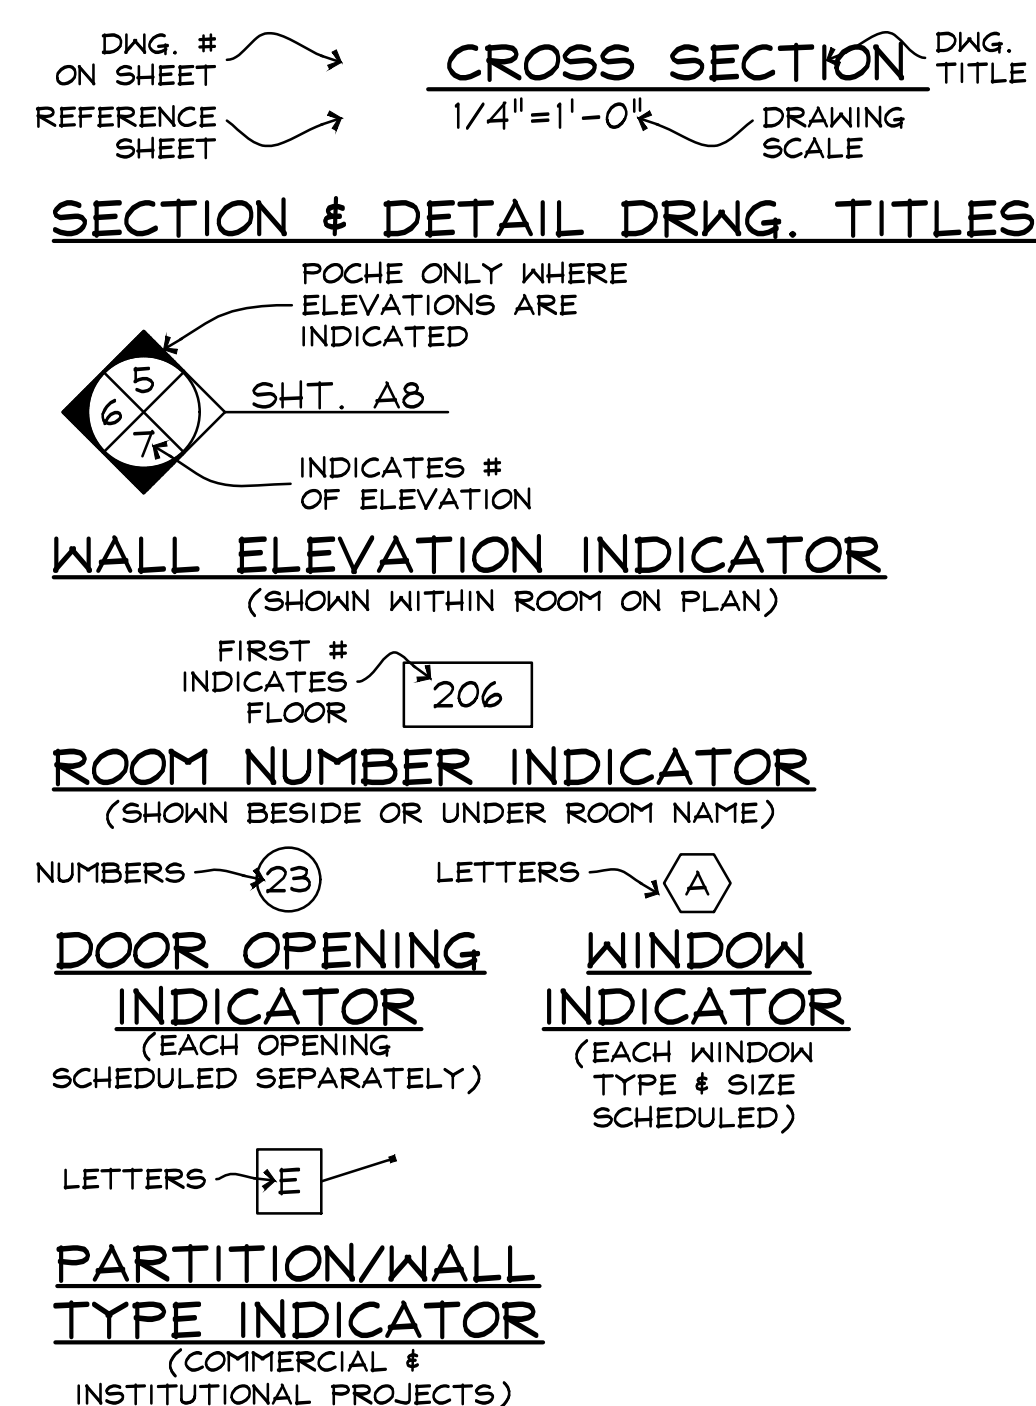 DWG. #
ON SHEET
CROSS SECTION
DWG.
TITLE
REFERENCE
SHEET
1/4"=1'-0"
DRAWING
SCALE
SECTION & DETAIL DRWG. TITLES
POCHE ONLY WHERE
ELEVATIONS ARE
INDICATED
5
6
7
SHT. A8
INDICATES #
OF ELEVATION
WALL ELEVATION INDICATOR
(SHOWN WITHIN ROOM ON PLAN)
FIRST #
INDICATES
FLOOR
206
ROOM NUMBER INDICATOR
(SHOWN BESIDE OR UNDER ROOM NAME)
NUMBERS
23
LETTERS
A
DOOR OPENING
INDICATOR
(EACH OPENING
SCHEDULED SEPARATELY)
WINDOW
INDICATOR
(EACH WINDOW
TYPE & SIZE
SCHEDULED)
LETTERS
E
PARTITION/WALL
TYPE INDICATOR
(COMMERCIAL &
INSTITUTIONAL PROJECTS)